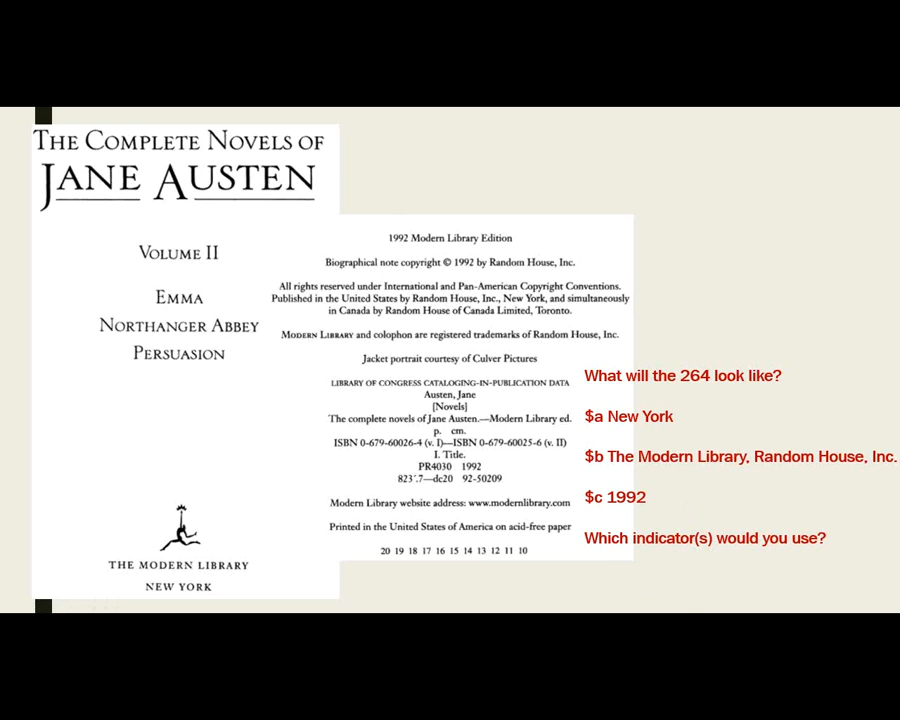 THE COMPLETE NOVELS OF
JANE AUSTEN
VOLUME II
EMMA
NORTHANGER ABBEY
PERSUASION
THE MODERN LIBRARY
NEW YORK
1992 Modern Library Edition
Biographical note copyright © 1992 by Random House, Inc.
All rights reserved under International and Pan-American Copyright Conventions.
Published in the United States by Random House, Inc., New York, and simultaneously
in Canada by Random House of Canada Limited, Toronto.
MODERN LIBRARY and colophon are registered trademarks of Random House, Inc.
Jacket portrait courtesy of Culver Pictures
LIBRARY OF CONGRESS CATALOGING-IN-PUBLICATION DATA
Austen, Jane
[Novels]
The complete novels of Jane Austen.—Modern Library ed.
p. cm.
ISBN 0-679-60026-4 (v. I)—ISBN 0-679-60025-6 (v. II)
I. Title.
PR4030 1992
823'.7—dc20 92-50209
Modern Library website address: www.modernlibrary.com
Printed in the United States of America on acid-free paper
20 19 18 17 16 15 14 13 12 11 10
What will the 264 look like?
$a New York
$b The Modern Library, Random House, Inc.
$c 1992
Which indicator(s) would you use?